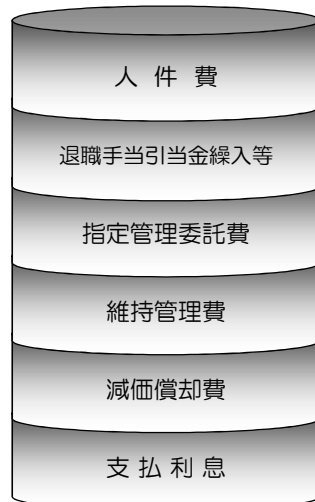 人 件 費
退職手当引当金繰入等
指定管理委託費
維持管理費
減価償却費
支 払 利 息